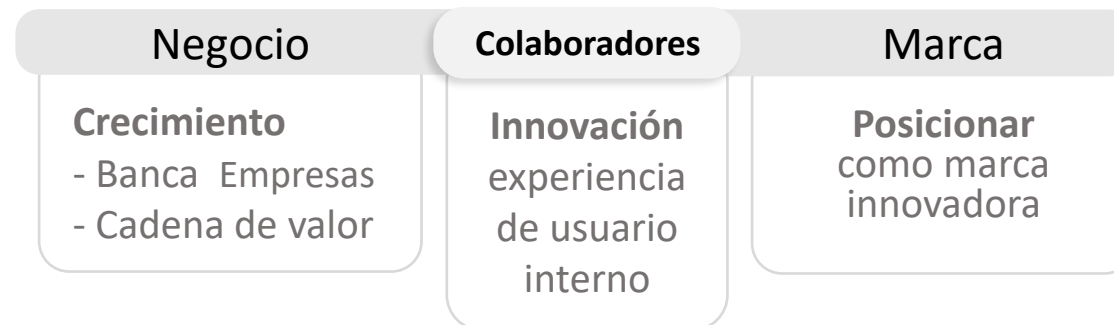 Negocio
Crecimiento
- Banca Empresas
- Cadena de valor
Colaboradores
Innovación
experiencia
de usuario
interno
Marca
Posicionar
como marca
innovadora